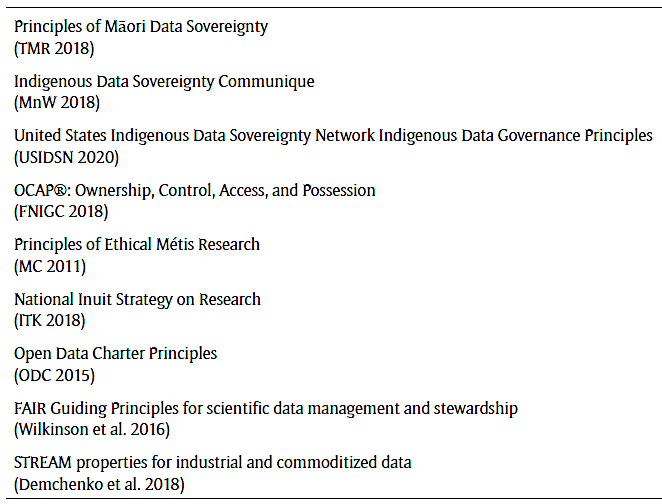 Principles of Māori Data Sovereignty
(TMR 2018)
Indigenous Data Sovereignty Communique
(MnW 2018)
United States Indigenous Data Sovereignty Network Indigenous Data Governance Principles
(USIDSN 2020)
OCAP®: Ownership, Control, Access, and Possession
(FNIGC 2018)
Principles of Ethical Métis Research
(MC 2011)
National Inuit Strategy on Research
(ITK 2018)
Open Data Charter Principles
(ODC 2015)
FAIR Guiding Principles for scientific data management and stewardship
(Wilkinson et al. 2016)
STREAM properties for industrial and commoditized data
(Demchenko et al. 2018)